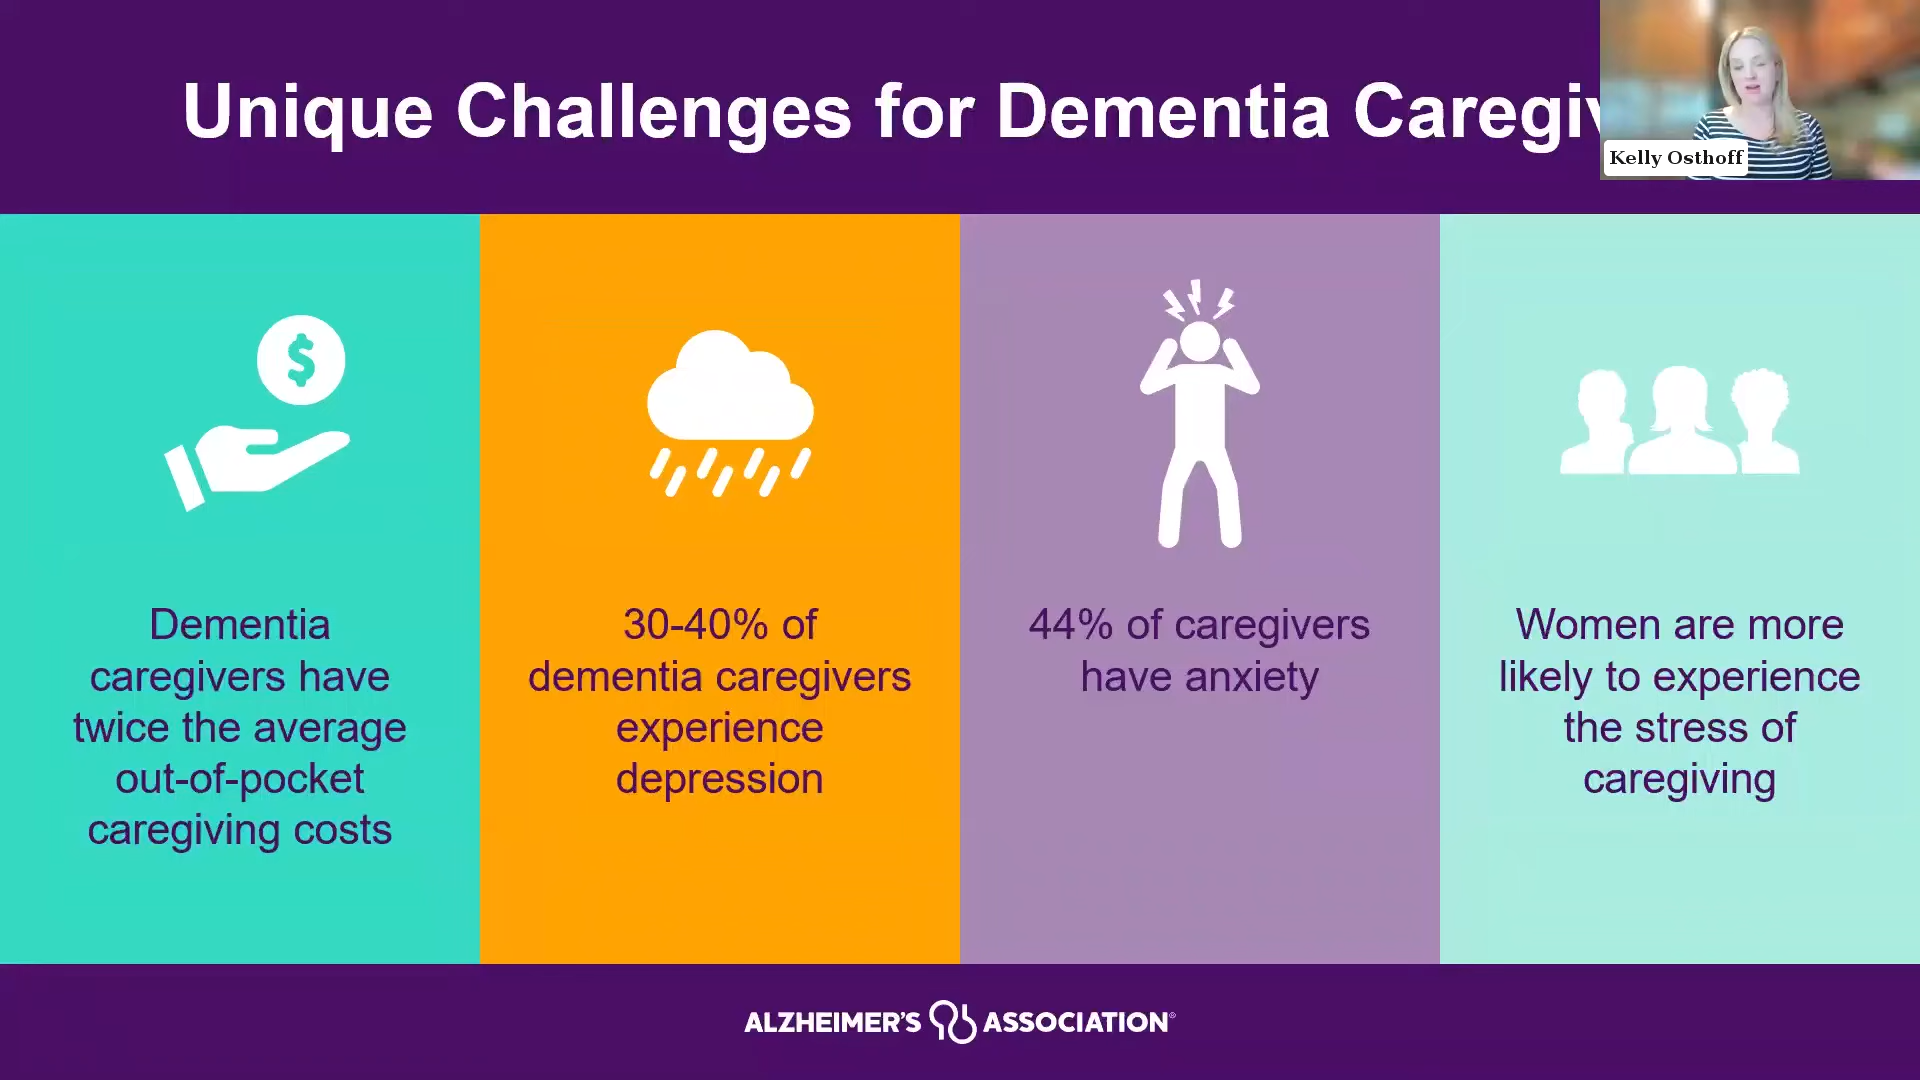 Unique Challenges for Dementia Caregiv
Kelly Osthoff
$
Dementia
caregivers have
twice the average
out-of-pocket
caregiving costs
30-40% of
dementia caregivers
experience
depression
44% of caregivers
have anxiety
Women are more
likely to experience
the stress of
caregiving
ALZHEIMER'S ASSOCIATION®